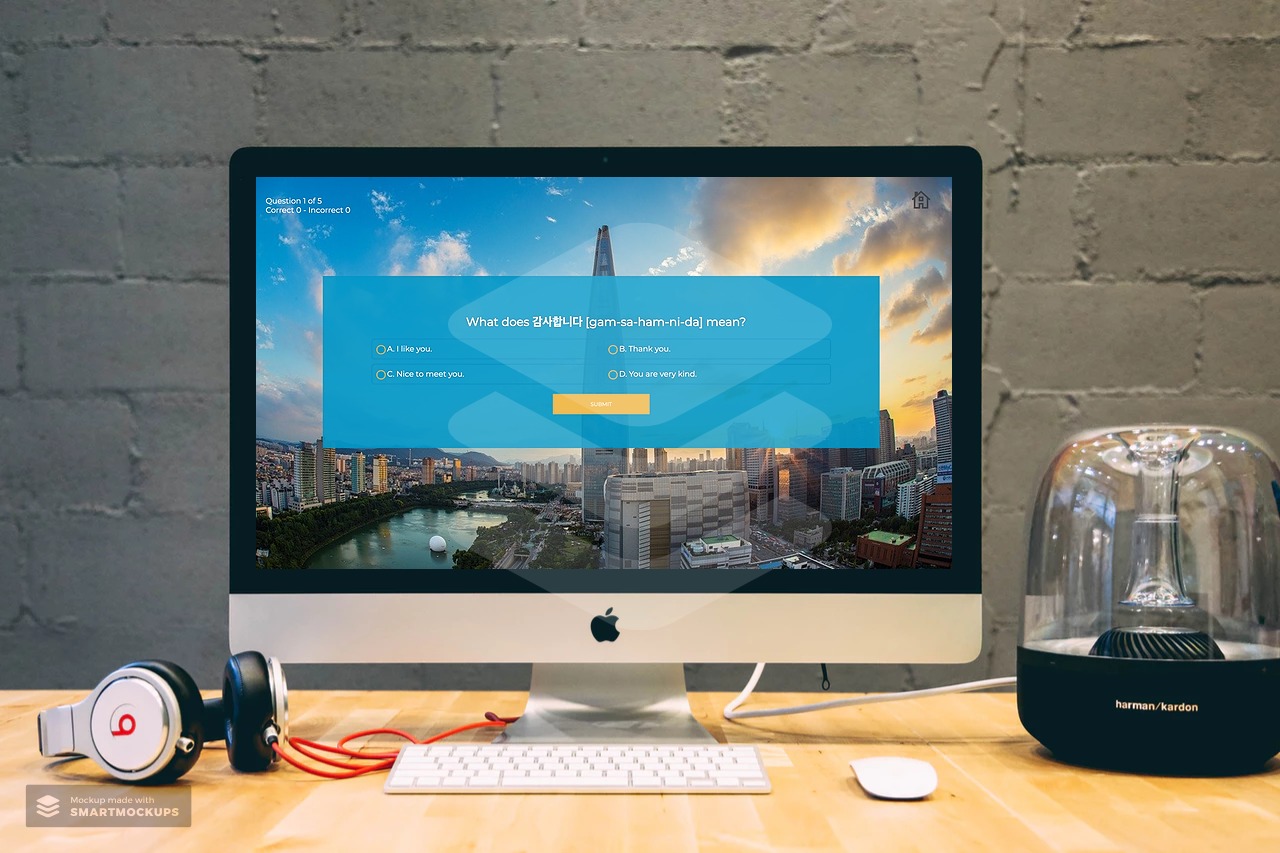 Question 1 of 5
Correct 0 - Incorrect 0
What does 감사합니다 [gam-sa-ham-ni-da] mean?
A. I like you.
B. Thank you.
C. Nice to meet you.
D. You are very kind.
SUBMIT
harman/kardon
b
Mockup made with
SMARTMOCKUPS